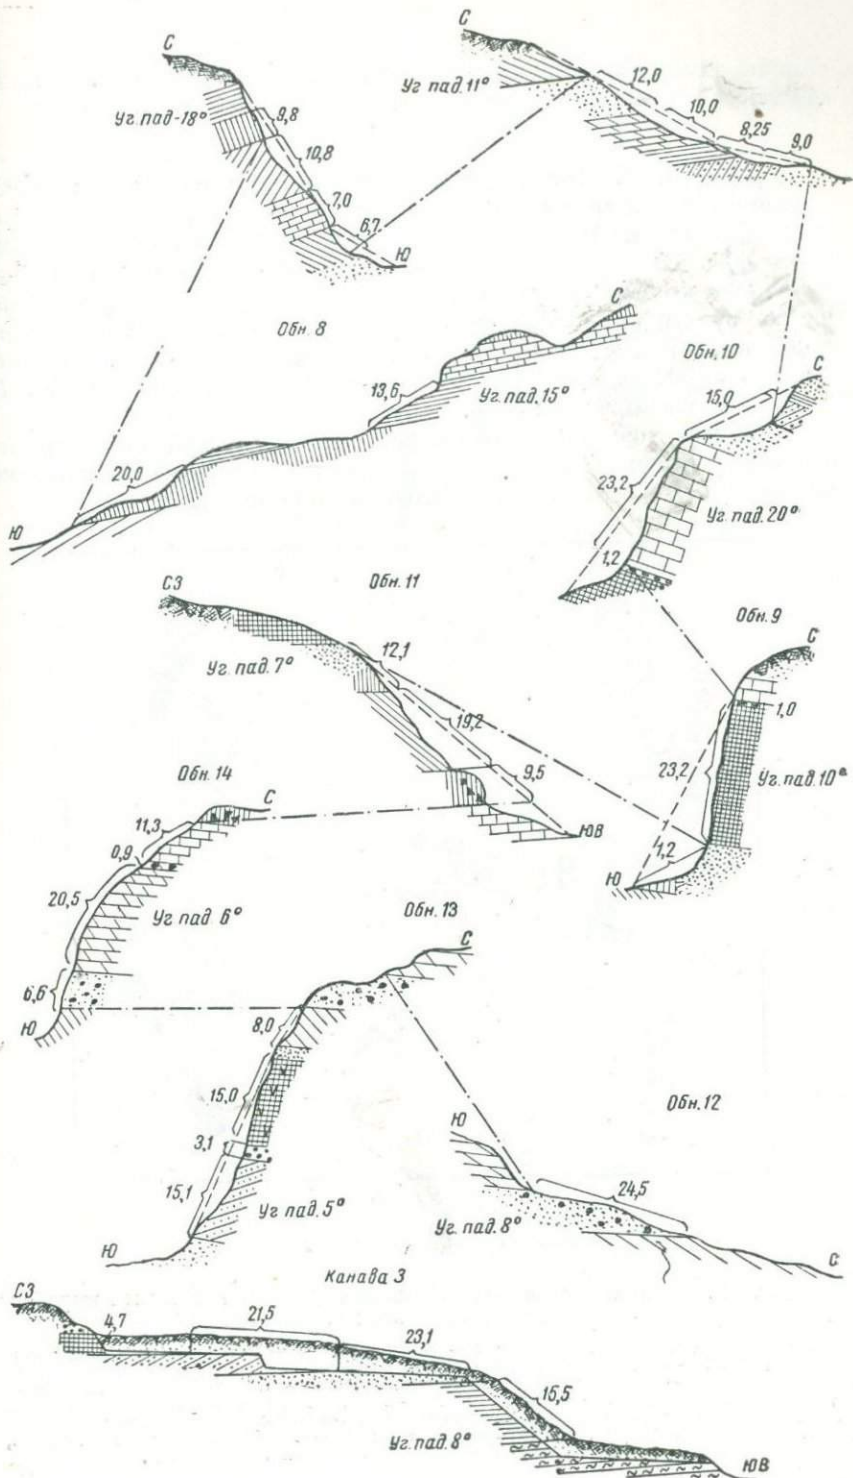 С
С
Уг. пад. 11°
12,0
10,0
8,25
9,0
Уг. пад-18°
9,8
10,8
7,0
6,7
Ю
С
Обн. 8
Обн. 10
С
13,6
Уг. пад. 15°
15,0
20,0
23,2
Уг. пад. 20°
Ю
1,2
Обн. 11
СЗ
Обн. 9
12,1
С
Уг. пад. 7°
19,2
1,0
Обн. 14
9,5
23,2
Уг. пад. 10°
С
11,3
ЮВ
0,9
1,2
Ю
20,5
Уг. пад 6°
Обн. 13
С
6,6
Ю
8,0
15,0
Обн. 12
Ю
3,1
15,1
24,5
Уг. пад. 5°
Уг. пад. 8°
Ю
С
Канава 3
СЗ
4,7
21,5
23,1
15,5
Уг. пад. 8°
ЮВ